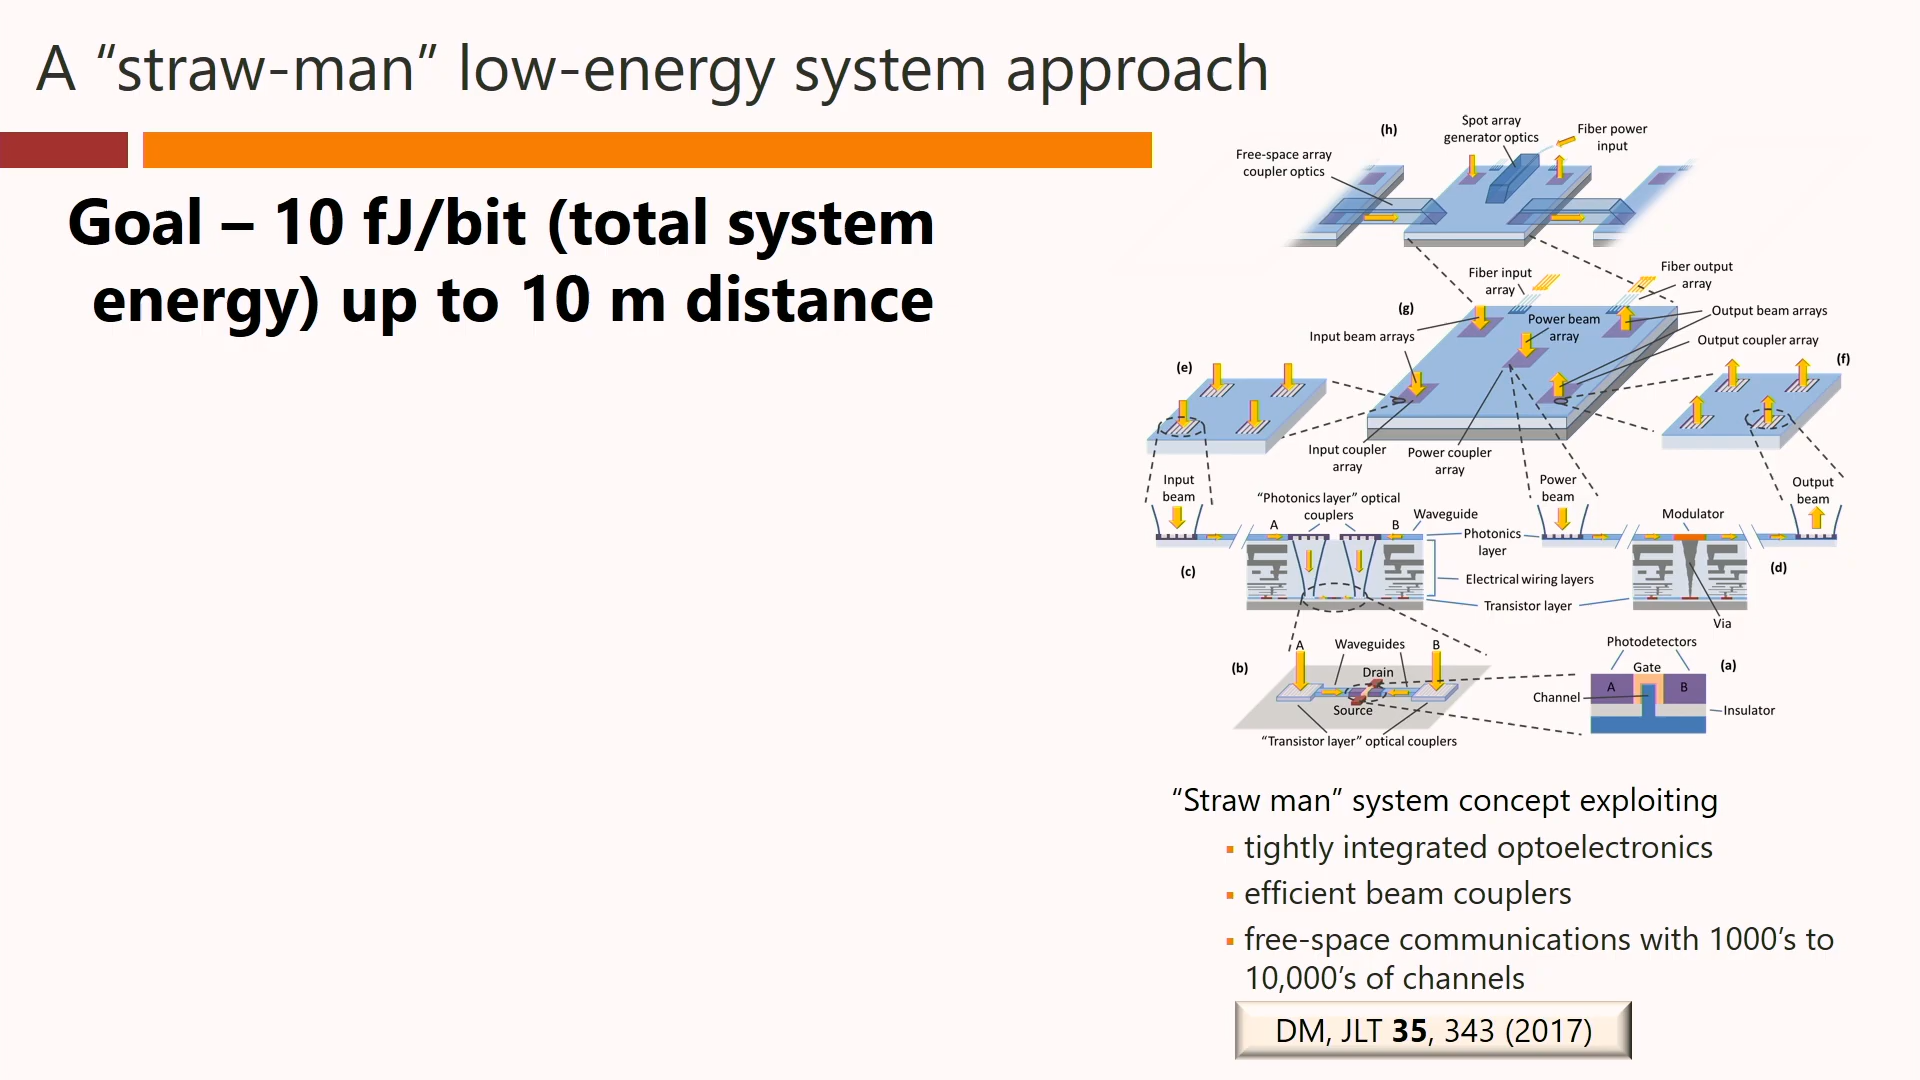 A “straw-man” low-energy system approach
Goal – 10 fJ/bit (total system
energy) up to 10 m distance
(h)
Spot array
generator optics
Fiber power
input
Free-space array
coupler optics
Fiber input
array
Fiber output
array
(g)
Input beam arrays
Power beam
array
Output beam arrays
Output coupler array
(e)
(f)
Input coupler
array
Power coupler
array
Input
beam
“Photonics layer” optical
couplers
A
B
Waveguide
Photonics
layer
Power
beam
Modulator
Output
beam
(c)
Electrical wiring layers
(d)
Transistor layer
Via
(b)
A
Waveguides
B
Drain
Source
“Transistor layer” optical couplers
Photodetectors
Gate
(a)
Channel
A
B
Insulator
“Straw man” system concept exploiting
▪ tightly integrated optoelectronics
▪ efficient beam couplers
▪ free-space communications with 1000’s to
10,000’s of channels
DM, JLT 35, 343 (2017)